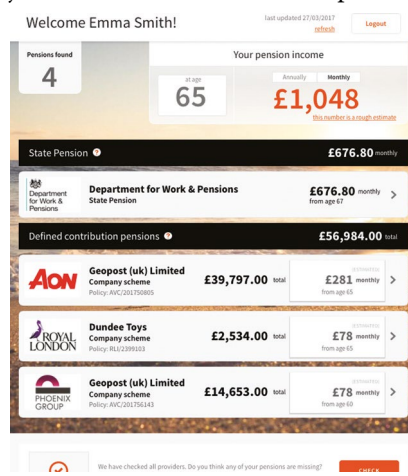 Welcome Emma Smith!
last updated 27/03/2017
refresh
Logout
Pensions found
4
Your pension income
at age
65
Annually Monthly
£1,048
this number is a rough estimate
State Pension ?
£676.80 monthly
Department
for Work &
Pensions
Department for Work & Pensions
State Pension
£676.80 monthly
from age 67
Defined contribution pensions ?
£56,984.00 total
AON
Geopost (uk) Limited
Company scheme
Policy: AVC/201750805
£39,797.00 total
(estimated)
£281 monthly
from age 65
ROYAL
LONDON
Dundee Toys
Company scheme
Policy: RLI/2399103
£2,534.00 total
(estimated)
£78 monthly
from age 65
PHOENIX
GROUP
Geopost (uk) Limited
Company scheme
Policy: AVC/201756143
£14,653.00 total
(estimated)
£78 monthly
from age 60
We have checked all providers. Do you think any of your pensions are missing?
CHECK